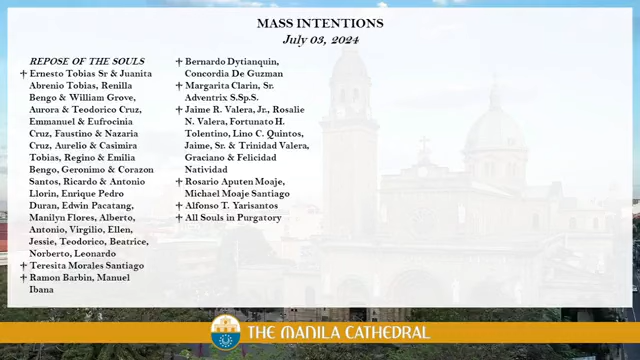 MASS INTENTIONS
July 03, 2024
REPOSE OF THE SOULS
✝ Ernesto Tobias Sr & Juanita
Abrenio Tobias, Renilla
Bengo & William Grove,
Aurora & Teodorico Cruz,
Emmanuel & Eufrocinia
Cruz, Faustino & Nazaria
Cruz, Aurelio & Casimira
Tobias, Regino & Emilia
Bengo, Geronimo & Corazon
Santos, Ricardo & Antonio
Llorin, Enrique Pedro
Duran, Edwin Pacatang,
Manilyn Flores, Alberto,
Antonio, Virgilio, Ellen,
Jessie, Teodorico, Beatrice,
Norberto, Leonardo
✝ Teresita Morales Santiago
✝ Ramon Barbin, Manuel
Ibana
✝ Bernardo Dytianquin,
Concordia De Guzman
✝ Margarita Clarin, Sr.
Adventrix S.Sp.S.
✝ Jaime R. Valera, Jr., Rosalie
N. Valera, Fortunato H.
Tolentino, Lino C. Quintos,
Jaime, Sr. & Trinidad Valera,
Graciano & Felicidad
Natividad
✝ Rosario Aputen Moaje,
Michael Moaje Santiago
✝ Alfonso T. Yarisantos
✝ All Souls in Purgatory
THE MANILA CATHEDRAL